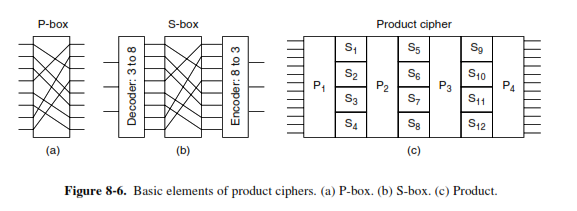 P-box
S-box
Product cipher
Decoder: 3 to 8
Encoder: 8 to 3
P1
S1
S2
S3
S4
P2
S5
S6
S7
S8
P3
S9
S10
S11
S12
P4
(a)
(b)
(c)
Figure 8-6. Basic elements of product ciphers. (a) P-box. (b) S-box. (c) Product.